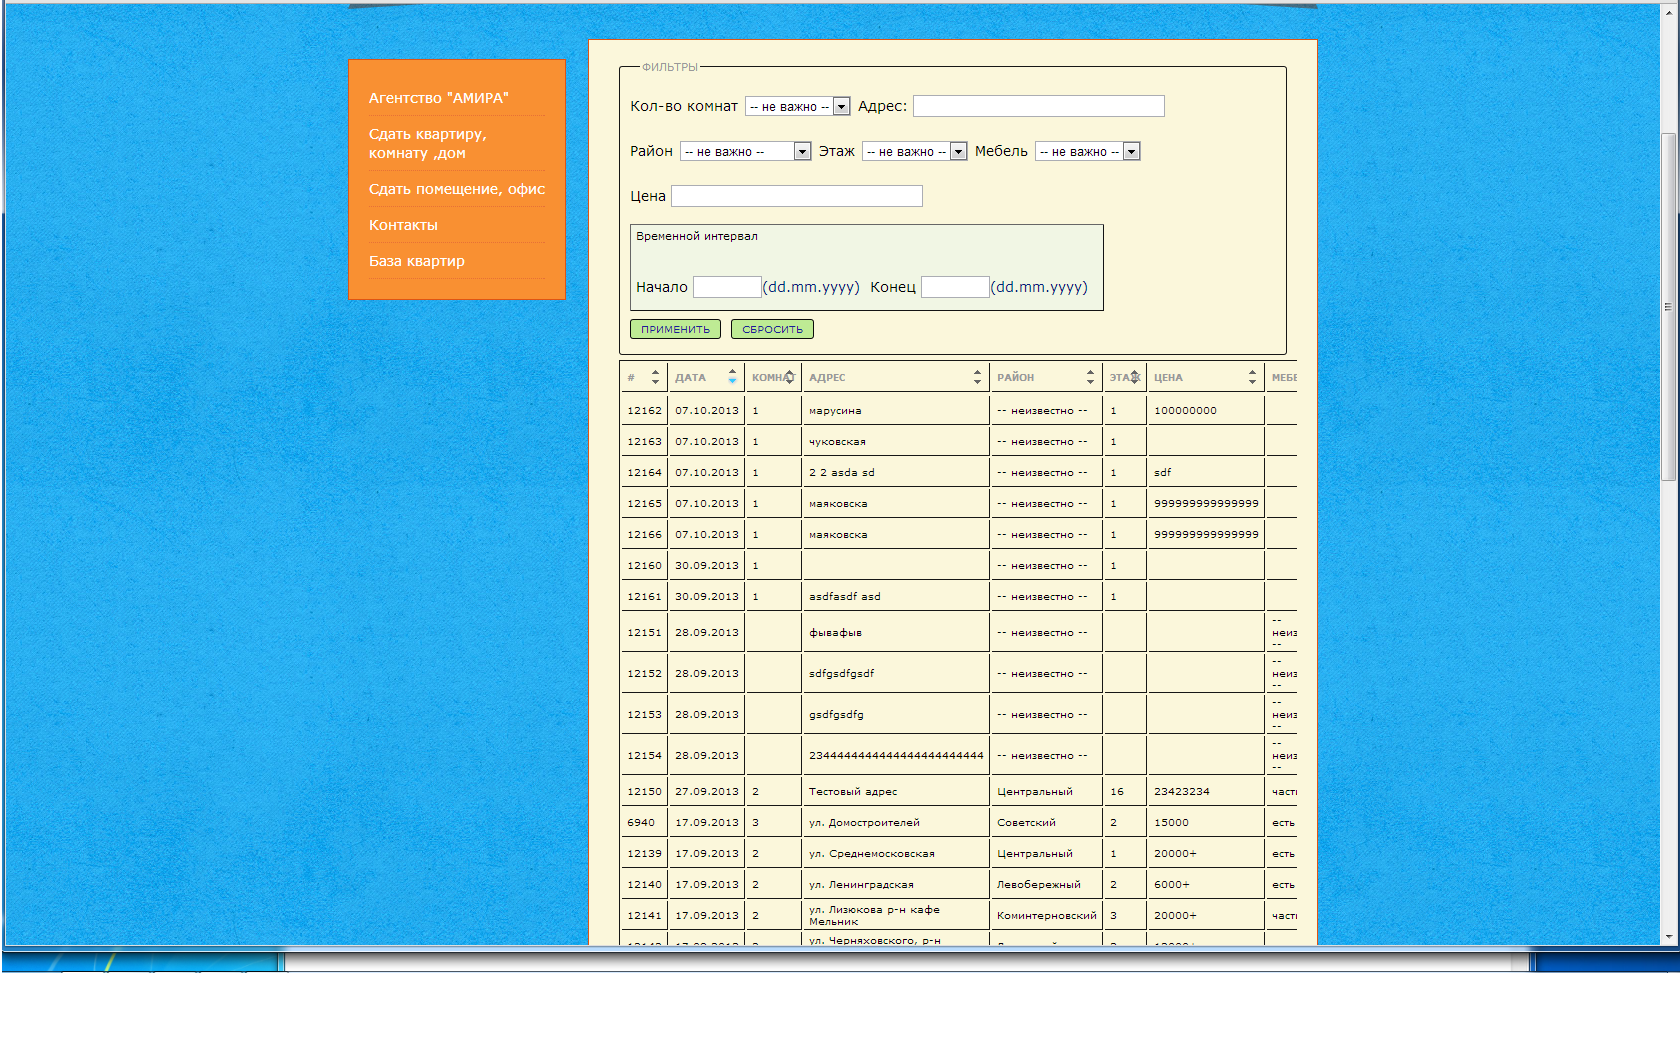 Агентство "АМИРА"
Сдать квартиру,
комнату ,дом
Сдать помещение, офис
Контакты
База квартир
ФИЛЬТРЫ
Кол-во комнат -- не важно -- Адрес:
Район -- не важно -- Этаж -- не важно -- Мебель -- не важно --
Цена
Временной интервал
Начало (dd.mm.yyyy) Конец (dd.mm.yyyy)
ПРИМЕНИТЬ СБРОСИТЬ
# ДАТА КОМНАТ АДРЕС РАЙОН ЭТАЖ ЦЕНА МЕБЕ
12162 07.10.2013 1 марусина -- неизвестно -- 1 100000000
12163 07.10.2013 1 чуковская -- неизвестно -- 1
12164 07.10.2013 1 2 2 asda sd -- неизвестно -- 1 sdf
12165 07.10.2013 1 маяковска -- неизвестно -- 1 999999999999999
12166 07.10.2013 1 маяковска -- неизвестно -- 1 999999999999999
12160 30.09.2013 1 -- неизвестно -- 1
12161 30.09.2013 1 asdfasdf asd -- неизвестно -- 1
12151 28.09.2013 фывафыв -- неизвестно -- -- неиз --
12152 28.09.2013 sdfgsdfgsdf -- неизвестно -- -- неиз --
12153 28.09.2013 gsdfgsdfg -- неизвестно -- -- неиз --
12154 28.09.2013 -- неизвестно -- -- неиз --
12150 27.09.2013 2 Тестовый адрес Центральный 16 23423234 част
6940 17.09.2013 3 ул. Домостроителей Советский 2 15000 есть
12139 17.09.2013 2 ул. Среднемосковская Центральный 1 20000+ есть
12140 17.09.2013 2 ул. Ленинградская Левобережный 2 6000+ есть
12141 17.09.2013 2 ул. Лизюкова р-н кафе Мельник Коминтерновский 3 20000+ част
ул. Черняховского, р-н